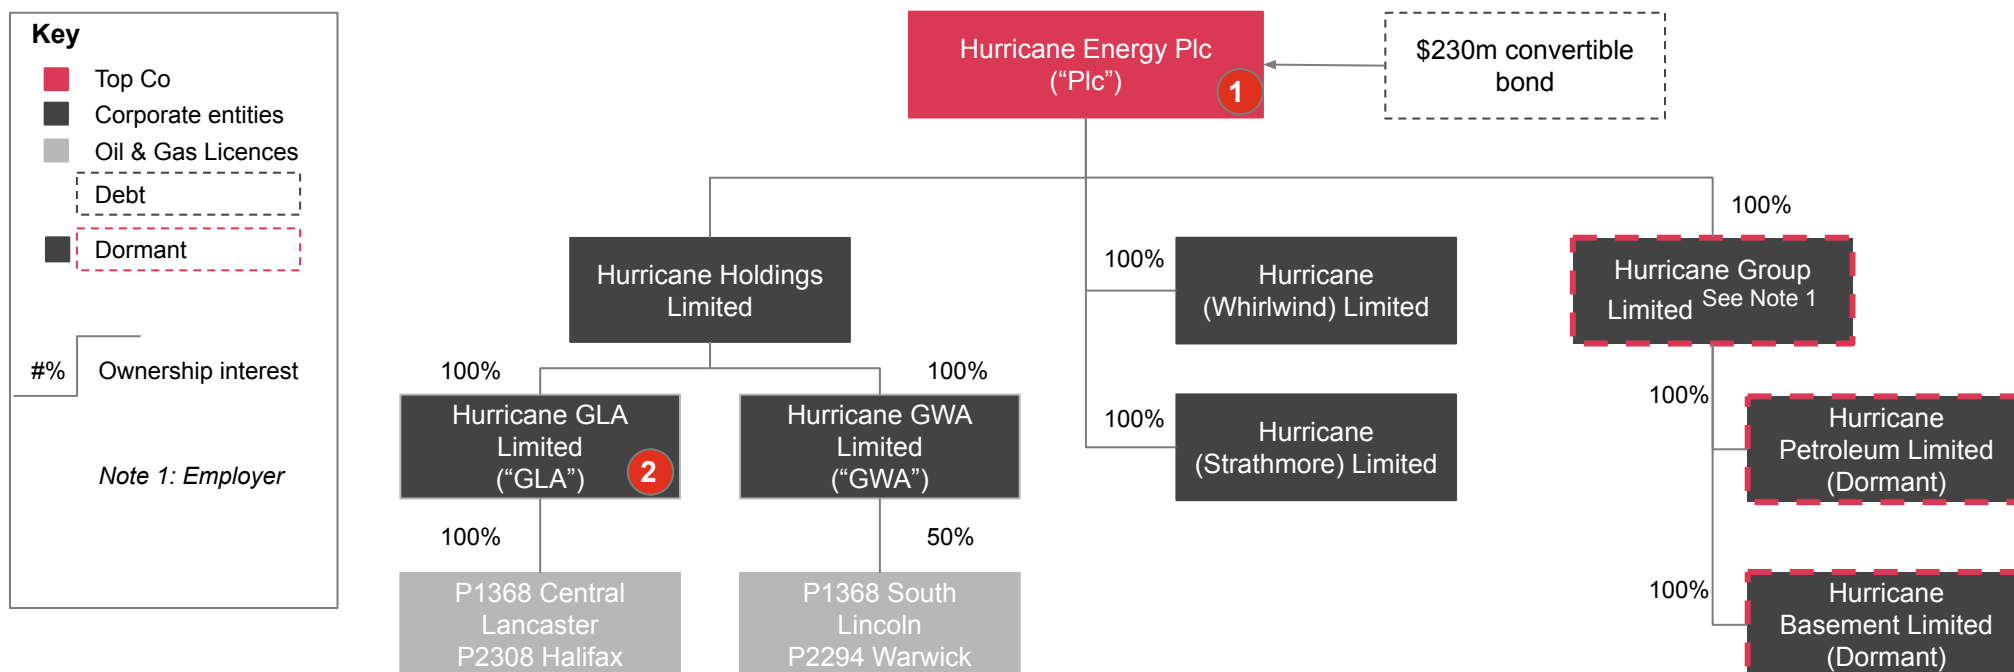 Key
Top Co
Corporate entities
Oil & Gas Licences
Debt
Dormant
#% Ownership interest
Note 1: Employer
Hurricane Energy Plc
(“Plc”)
1
$230m convertible
bond
Hurricane Holdings
Limited
100%
Hurricane
(Whirlwind) Limited
100%
Hurricane
(Strathmore) Limited
100%
Hurricane Group
Limited See Note 1
100%
Hurricane GLA
Limited
(“GLA”)
2
100%
Hurricane GWA
Limited
(“GWA”)
100%
P1368 Central
Lancaster
P2308 Halifax
50%
P1368 South
Lincoln
P2294 Warwick
100%
Hurricane
Petroleum Limited
(Dormant)
100%
Hurricane
Basement Limited
(Dormant)